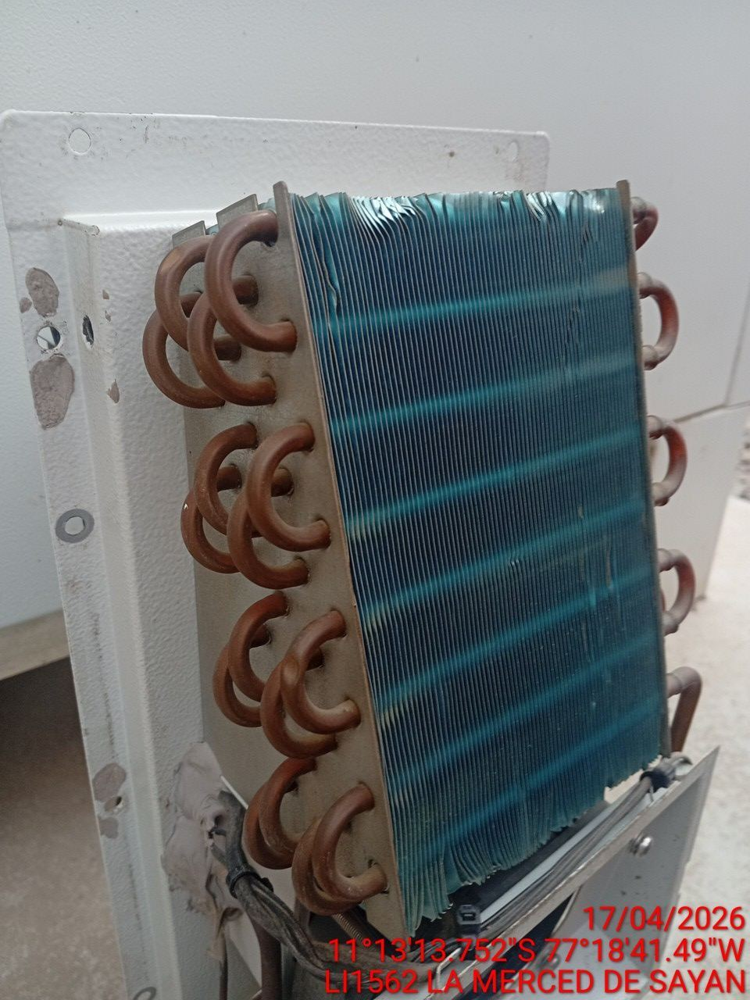 17/04/2026
11°13'13.752"S 77°18'41.49"W
LI1562 LA MERCED DE SAYAN